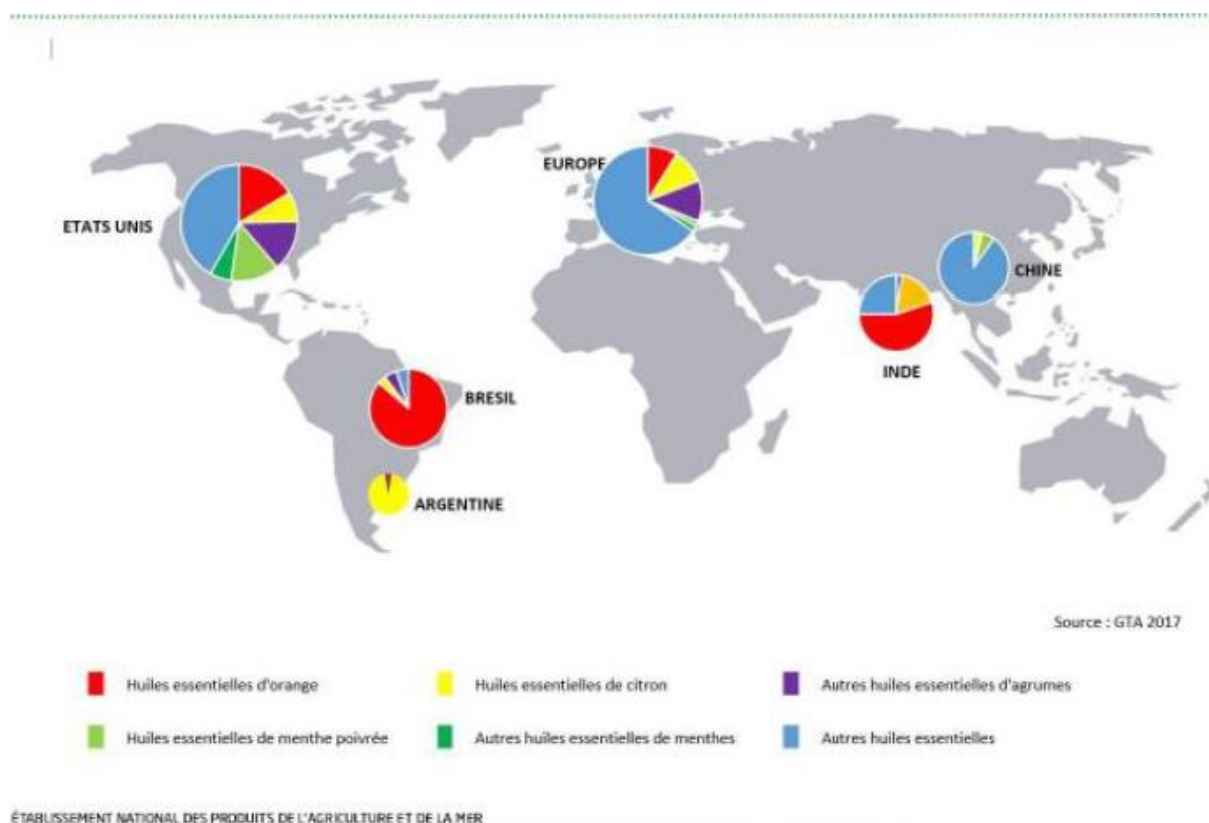 EUROPE
ETATS UNIS
CHINE
INDE
BRESIL
ARGENTINE
Source : GTA 2017
Huiles essentielles d'orange
Huiles essentielles de citron
Autres huiles essentielles d'agrumes
Huiles essentielles de menthe poivrée
Autres huiles essentielles de menthes
Autres huiles essentielles
ÉTABLISSEMENT NATIONAL DES PRODUITS DE L'AGRICULTURE ET DE LA MER